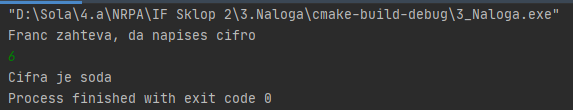 "D:\Sola\4.a\NRPA\IF Sklop 2\3.Naloga\cmake-build-debug\3_Naloga.exe"
Franc zahteva, da napises cifro
6
Cifra je soda
Process finished with exit code 0